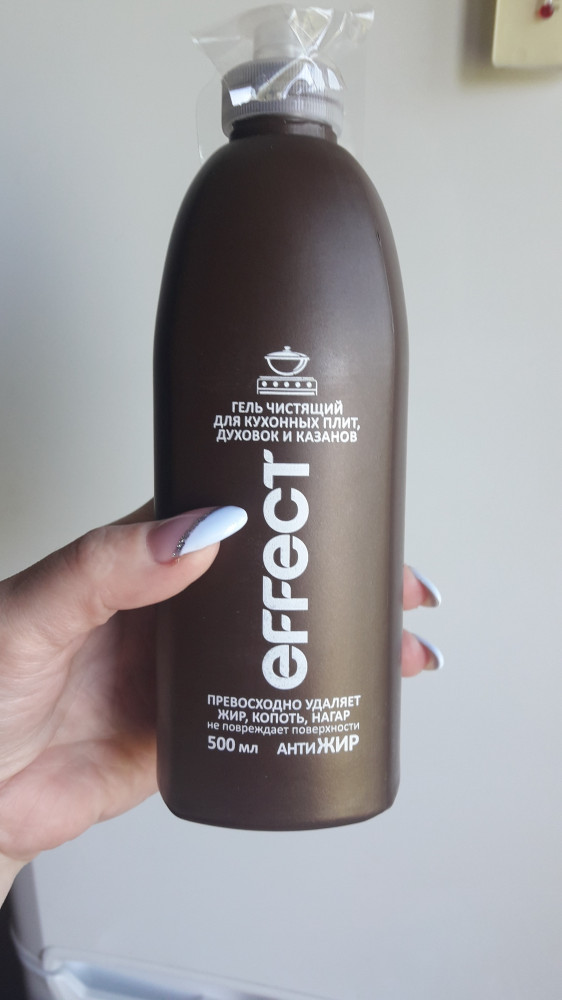 ГЕЛЬ ЧИСТЯЩИЙ
ДЛЯ КУХОННЫХ ПЛИТ,
ДУХОВОК И КАЗАНОВ
effect
ПРЕВОСХОДНО УДАЛЯЕТ
ЖИР, КОПОТЬ, НАГАР
не повреждает поверхности
500 мл АНТИЖИР